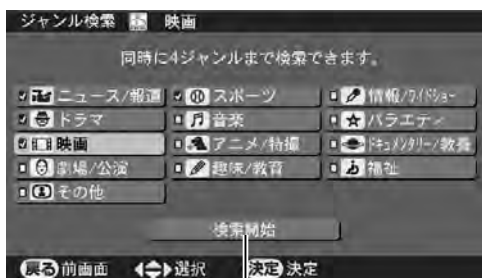 ジャンル検索 映画
同時に4ジャンルまで検索できます。
ニュース/報道 スポーツ 情報/ワイドショー
ドラマ 音楽 バラエティ
映画 アニメ/特撮 ドキュメンタリー/教養
劇場/公演 趣味/教育 福祉
その他
検索開始
戻る 前画面 選択 決定 決定